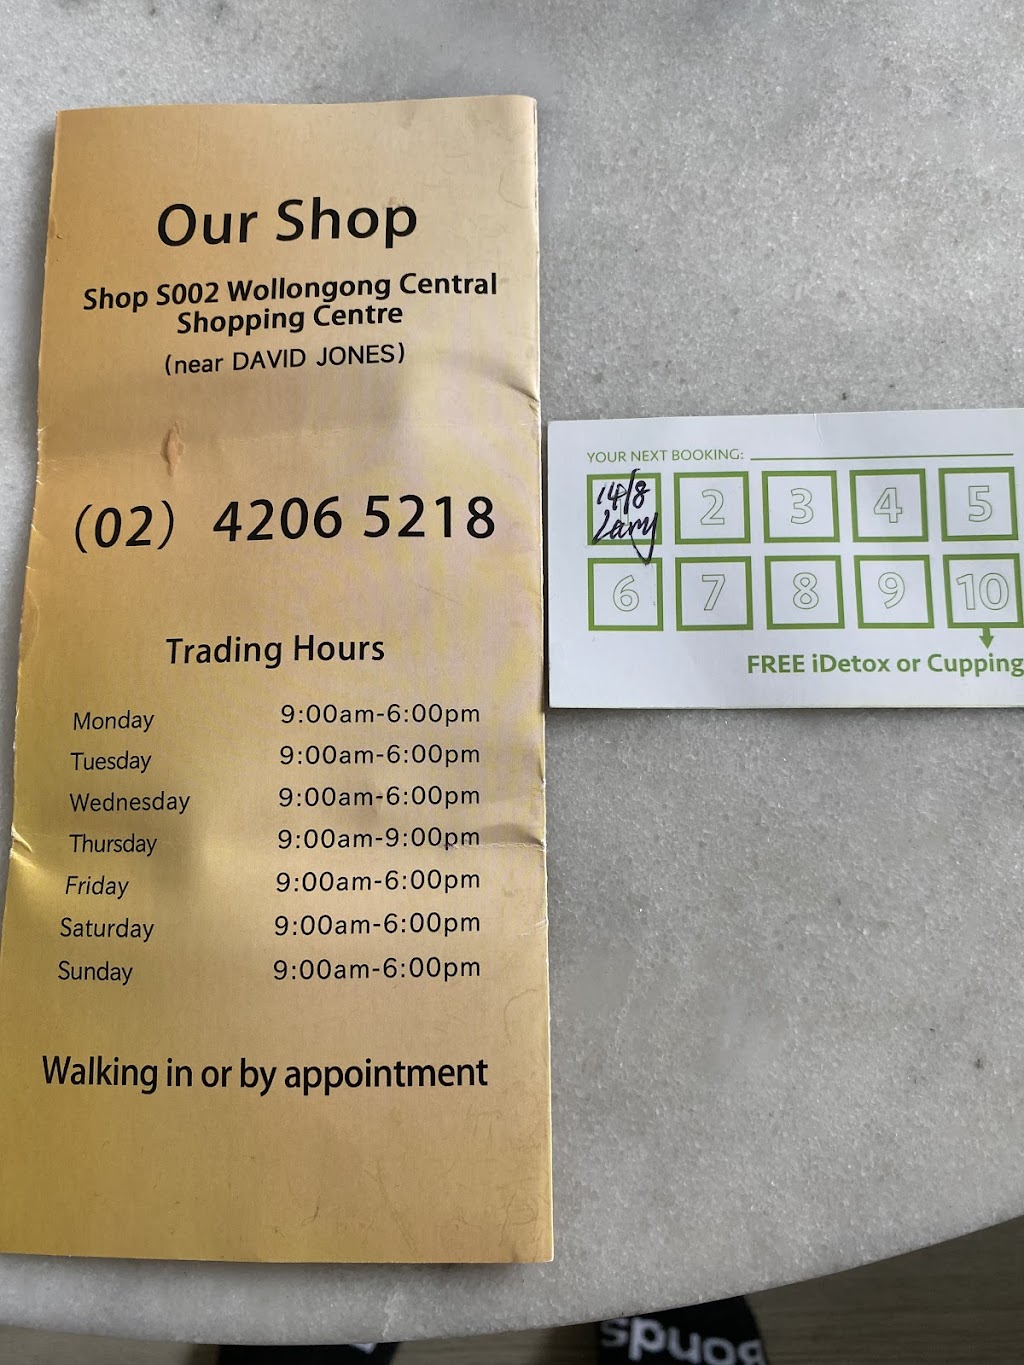 Our Shop
Shop S002 Wollongong Central
Shopping Centre
(near DAVID JONES)
(02) 4206 5218
Trading Hours
Monday 9:00am-6:00pm
Tuesday 9:00am-6:00pm
Wednesday 9:00am-6:00pm
Thursday 9:00am-9:00pm
Friday 9:00am-6:00pm
Saturday 9:00am-6:00pm
Sunday 9:00am-6:00pm
Walking in or by appointment
YOUR NEXT BOOKING:
14/8
2 3 4 5
6 7 8 9 10
FREE iDetox or Cupping
Bonds